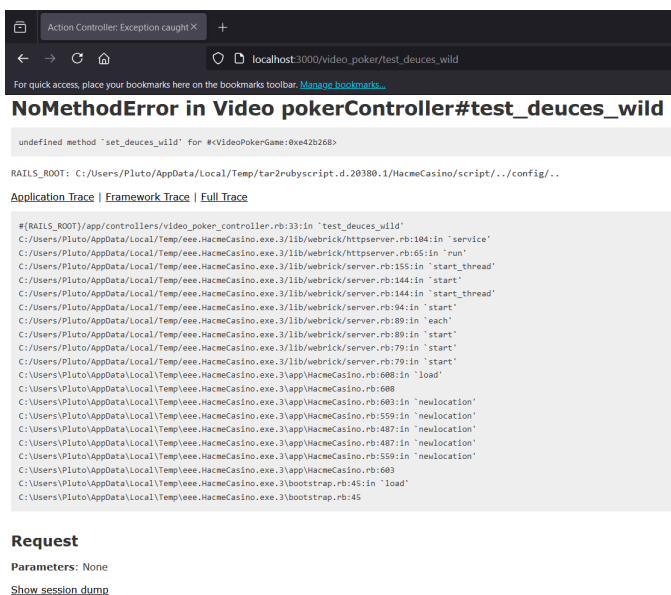 Action Controller: Exception caught
localhost:3000/video_poker/test_deuces_wild
For quick access, place your bookmarks here on the bookmarks toolbar. Manage bookmarks...
NoMethodError in Video pokerController#test_deuces_wild
undefined method `set_deuces_wild' for #<VideoPokerGame:0xe42b268>
RAILS_ROOT: C:/Users/Pluto/AppData/Local/Temp/tar2rubyscript.d.20380.1/HacmeCasino/script/../config/..
Application Trace | Framework Trace | Full Trace
#{RAILS_ROOT}/app/controllers/video_poker_controller.rb:33:in `test_deuces_wild'
C:/Users/Pluto/AppData/Local/Temp/eee.HacmeCasino.exe.3/lib/webrick/httpserver.rb:104:in `service'
C:/Users/Pluto/AppData/Local/Temp/eee.HacmeCasino.exe.3/lib/webrick/httpserver.rb:65:in `run'
C:/Users/Pluto/AppData/Local/Temp/eee.HacmeCasino.exe.3/lib/webrick/server.rb:155:in `start_thread'
C:/Users/Pluto/AppData/Local/Temp/eee.HacmeCasino.exe.3/lib/webrick/server.rb:144:in `start'
C:/Users/Pluto/AppData/Local/Temp/eee.HacmeCasino.exe.3/lib/webrick/server.rb:144:in `start_thread'
C:/Users/Pluto/AppData/Local/Temp/eee.HacmeCasino.exe.3/lib/webrick/server.rb:94:in `start'
C:/Users/Pluto/AppData/Local/Temp/eee.HacmeCasino.exe.3/lib/webrick/server.rb:89:in `each'
C:/Users/Pluto/AppData/Local/Temp/eee.HacmeCasino.exe.3/lib/webrick/server.rb:89:in `start'
C:/Users/Pluto/AppData/Local/Temp/eee.HacmeCasino.exe.3/lib/webrick/server.rb:79:in `start'
C:/Users/Pluto/AppData/Local/Temp/eee.HacmeCasino.exe.3/lib/webrick/server.rb:79:in `start'
C:\Users\Pluto\AppData\Local\Temp\eee.HacmeCasino.exe.3\app\HacmeCasino.rb:608:in `load'
C:\Users\Pluto\AppData\Local\Temp\eee.HacmeCasino.exe.3\app\HacmeCasino.rb:608
C:\Users\Pluto\AppData\Local\Temp\eee.HacmeCasino.exe.3\app\HacmeCasino.rb:603:in `newlocation'
C:\Users\Pluto\AppData\Local\Temp\eee.HacmeCasino.exe.3\app\HacmeCasino.rb:559:in `newlocation'
C:\Users\Pluto\AppData\Local\Temp\eee.HacmeCasino.exe.3\app\HacmeCasino.rb:487:in `newlocation'
C:\Users\Pluto\AppData\Local\Temp\eee.HacmeCasino.exe.3\app\HacmeCasino.rb:487:in `newlocation'
C:\Users\Pluto\AppData\Local\Temp\eee.HacmeCasino.exe.3\app\HacmeCasino.rb:559:in `newlocation'
C:\Users\Pluto\AppData\Local\Temp\eee.HacmeCasino.exe.3\app\HacmeCasino.rb:603
C:\Users\Pluto\AppData\Local\Temp\eee.HacmeCasino.exe.3\bootstrap.rb:45:in `load'
C:\Users\Pluto\AppData\Local\Temp\eee.HacmeCasino.exe.3\bootstrap.rb:45
Request
Parameters: None
Show session dump